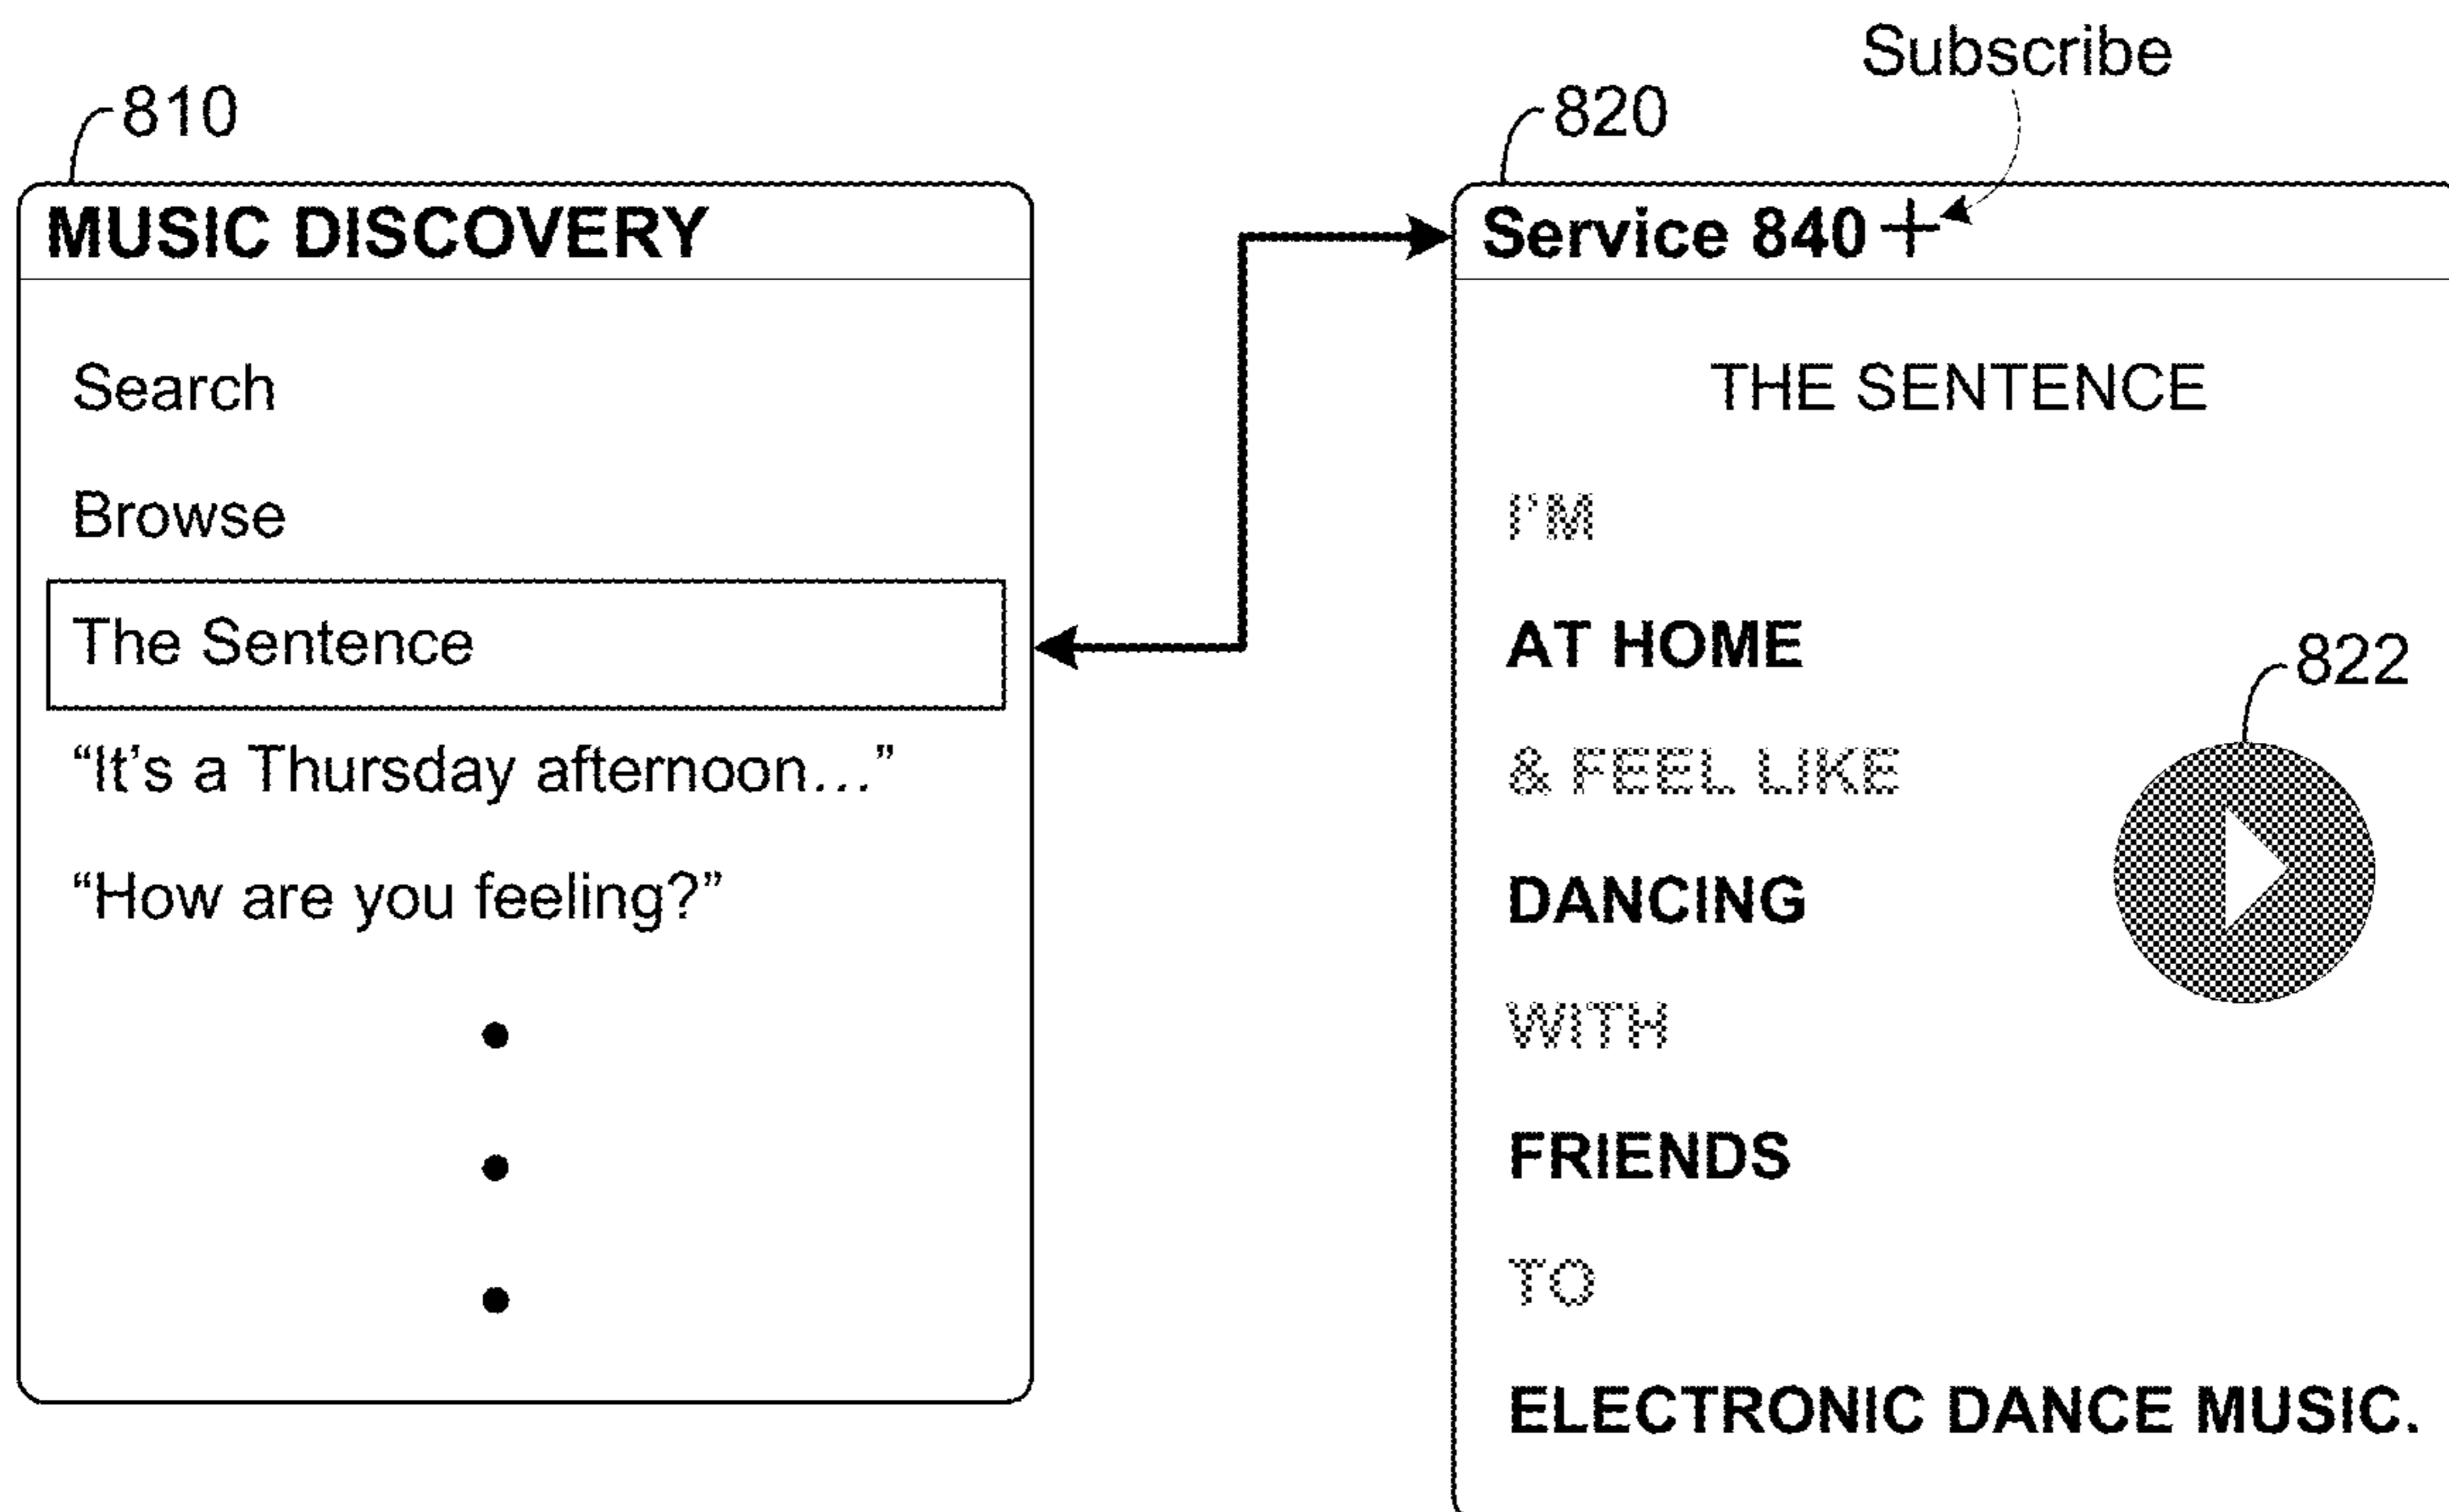 Subscribe
810
820
MUSIC DISCOVERY
Service 840 +
Search
THE SENTENCE
Browse
I'M
The Sentence
AT HOME
822
“It’s a Thursday afternoon...”
& FEEL LIKE
“How are you feeling?”
DANCING
WITH
FRIENDS
TO
ELECTRONIC DANCE MUSIC.